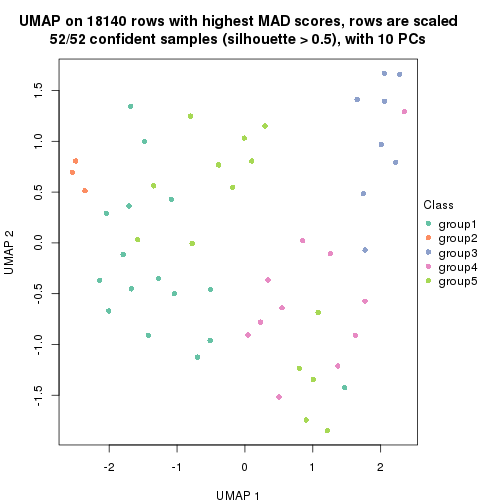 UMAP on 18140 rows with highest MAD scores, rows are scaled
52/52 confident samples (silhouette > 0.5), with 10 PCs
1.5
1.0
0.5
0.0
-0.5
-1.0
-1.5
UMAP 2
-2
-1
0
1
2
UMAP 1
Class
group1
group2
group3
group4
group5